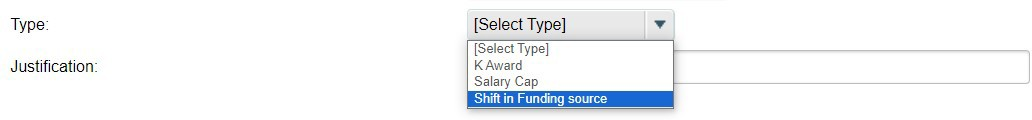 Type: [Select Type]
[Select Type]
K Award
Justification:
Salary Cap
Shift in Funding source